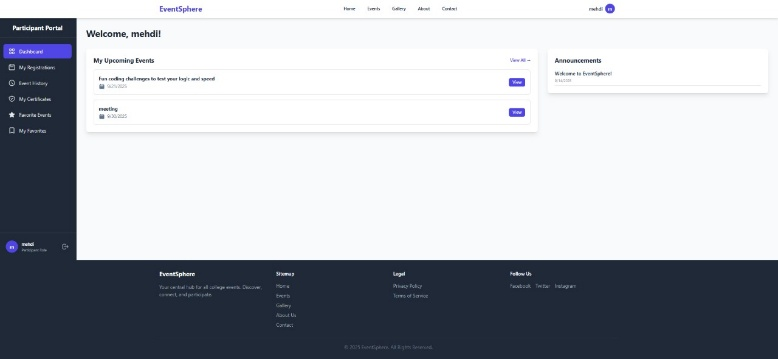 EventSphere
Home Events Gallery About Contact
mehdi m
Participant Portal
Dashboard
My Registrations
Event History
My Certificates
Favorite Events
My Favorites
m mehdi
Participant Role
Welcome, mehdi!
My Upcoming Events
View All →
Fun coding challenges to test your logic and speed
View
meeting
View
Announcements
Welcome to EventSphere!
EventSphere
Your central hub for all college events. Discover,
connect, and participate.
Sitemap
Home
Events
Gallery
About Us
Contact
Legal
Privacy Policy
Terms of Service
Follow Us
Facebook Twitter Instagram
EventSphere. All Rights Reserved.